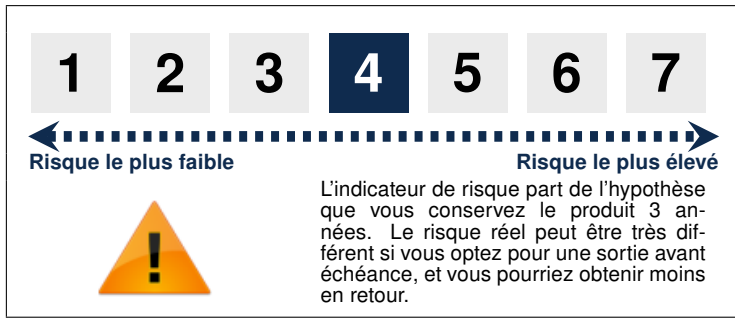 1 2 3 4 5 6 7
Risque le plus faible Risque le plus élevé
L'indicateur de risque part de l'hypothèse
que vous conservez le produit 3 an-
nées. Le risque réel peut être très dif-
férent si vous optez pour une sortie avant
échéance, et vous pourriez obtenir moins
en retour.
!